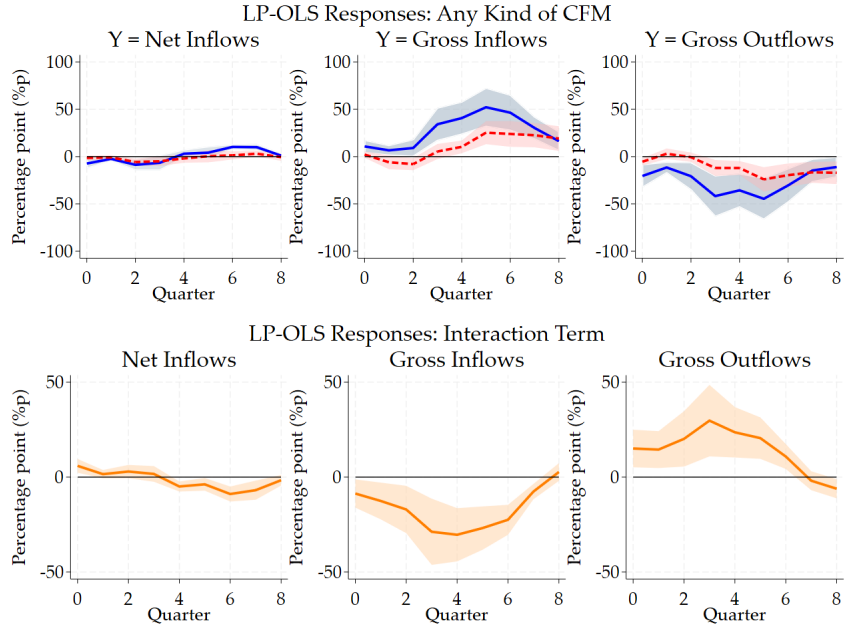 LP-OLS Responses: Any Kind of CFM
Y = Net Inflows
Y = Gross Inflows
Y = Gross Outflows
Percentage point (%p)
100
50
0
-50
-100
0 2 4 6 8
Quarter
Percentage point (%p)
100
50
0
-50
-100
0 2 4 6 8
Quarter
Percentage point (%p)
100
50
0
-50
-100
0 2 4 6 8
Quarter
LP-OLS Responses: Interaction Term
Net Inflows
Gross Inflows
Gross Outflows
Percentage point (%p)
50
0
-50
0 2 4 6 8
Quarter
Percentage point (%p)
50
0
-50
0 2 4 6 8
Quarter
Percentage point (%p)
50
0
-50
0 2 4 6 8
Quarter